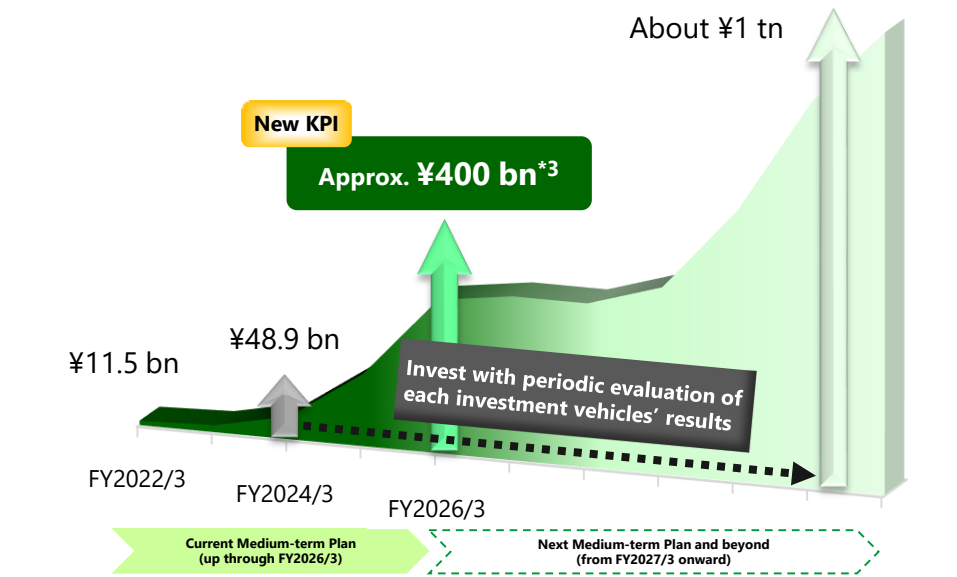 About ¥1 tn
New KPI
Approx. ¥400 bn*3
¥48.9 bn
¥11.5 bn
Invest with periodic evaluation of
each investment vehicles' results
FY2022/3
FY2024/3
FY2026/3
Current Medium-term Plan
(up through FY2026/3)
Next Medium-term Plan and beyond
(from FY2027/3 onward)